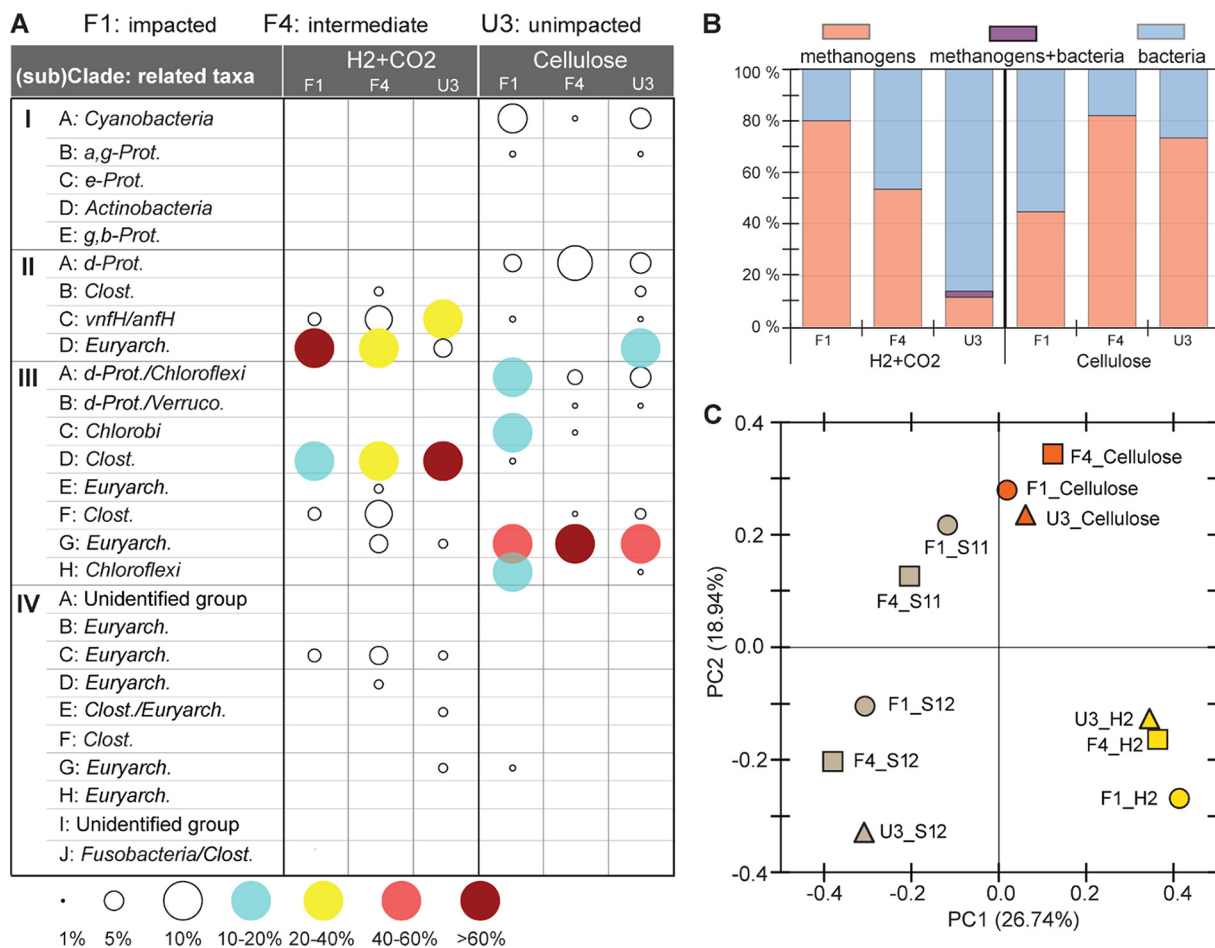 A
F1: impacted F4: intermediate U3: unimpacted
(sub)Clade: related taxa H2+CO2 Cellulose
F1 F4 U3 F1 F4 U3
I A: Cyanobacteria
B: a,g-Prot.
C: e-Prot.
D: Actinobacteria
E: g,b-Prot.
II A: d-Prot.
B: Clost.
C: vnfH/anfH
D: Euryarch.
III A: d-Prot./Chloroflexi
B: d-Prot./Verruco.
C: Chlorobi
D: Clost.
E: Euryarch.
F: Clost.
G: Euryarch.
H: Chloroflexi
IV A: Unidentified group
B: Euryarch.
C: Euryarch.
D: Euryarch.
E: Clost./Euryarch.
F: Clost.
G: Euryarch.
H: Euryarch.
I: Unidentified group
J: Fusobacteria/Clost.
1% 5% 10% 10-20% 20-40% 40-60% >60%
B
methanogens methanogens+bacteria bacteria
100 %
80 %
60 %
40 %
20 %
0 %
F1 F4 U3 F1 F4 U3
H2+CO2 Cellulose
C
0.4
0.2
0.0
-0.2
-0.4
PC2 (18.94%)
F4_Cellulose
F1_Cellulose
U3_Cellulose
F1_S11
F4_S11
F1_S12
U3_H2
F4_H2
F4_S12
F1_H2
U3_S12
-0.4 -0.2 0.0 0.2 0.4
PC1 (26.74%)